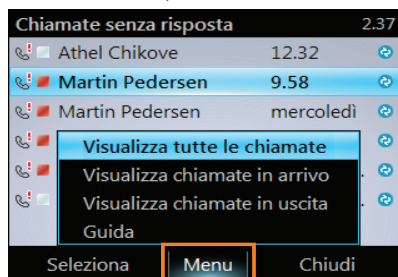 Chiamate senza risposta 2.37
Athel Chikove 12.32
Martin Pedersen 9.58
Martin Pedersen mercoledì
Visualizza tutte le chiamate
Visualizza chiamate in arrivo
Visualizza chiamate in uscita
Guida
Seleziona Menu Chiudi